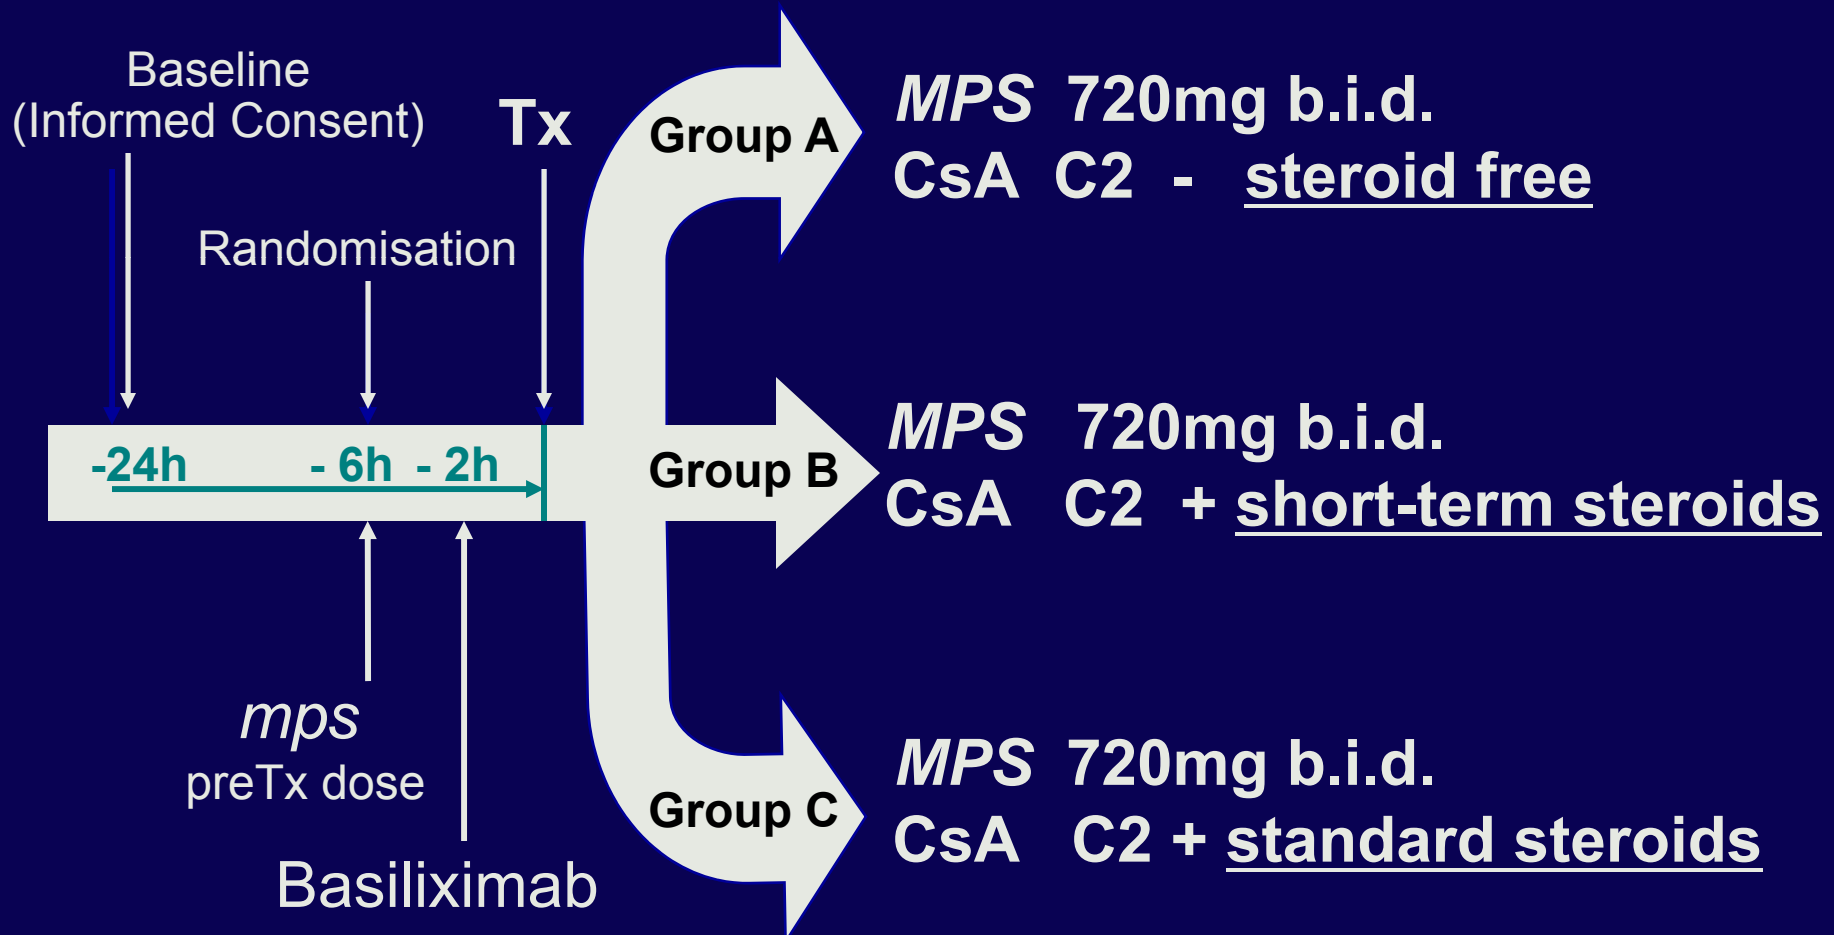 Baseline
(Informed Consent)
Tx
Randomisation
-24h - 6h - 2h
mps
preTx dose
Basiliximab
Group A
MPS 720mg b.i.d.
CsA C2 - steroid free
Group B
MPS 720mg b.i.d.
CsA C2 + short-term steroids
Group C
MPS 720mg b.i.d.
CsA C2 + standard steroids